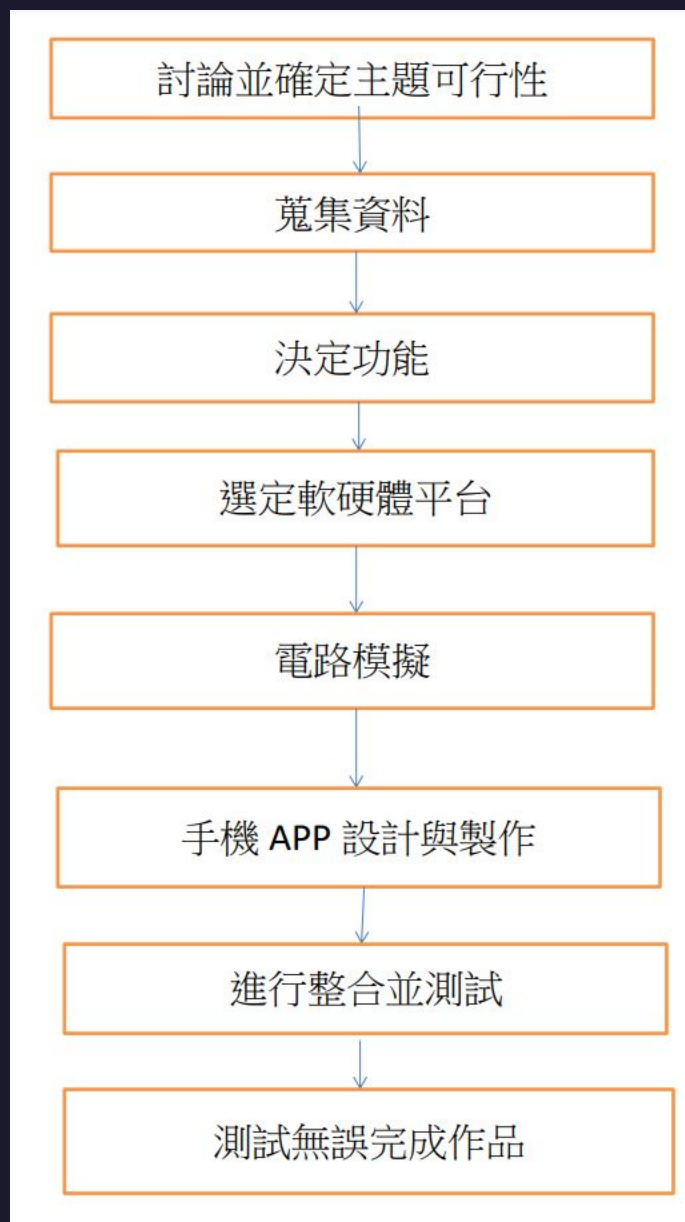 討論並確定主題可行性
蒐集資料
決定功能
選定軟硬體平台
電路模擬
手機 APP 設計與製作
進行整合並測試
測試無誤完成作品